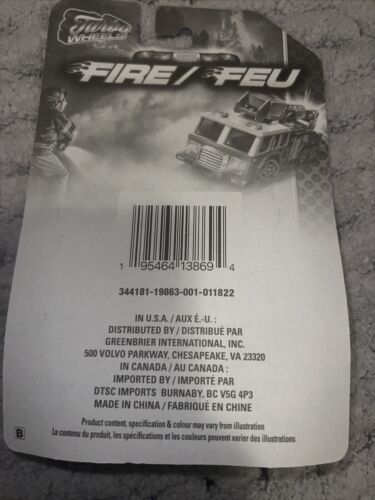 Turbo
WHEELS
FIRE / FEU
1 95464 13869 4
344181-19863-001-011822
IN U.S.A. / AUX É.-U. :
DISTRIBUTED BY / DISTRIBUÉ PAR
GREENBRIER INTERNATIONAL, INC.
500 VOLVO PARKWAY, CHESAPEAKE, VA 23320
IN CANADA / AU CANADA :
IMPORTED BY / IMPORTÉ PAR
DTSC IMPORTS BURNABY, BC V5G 4P3
MADE IN CHINA / FABRIQUÉ EN CHINE
Product content, specification & colour may vary from illustration
Le contenu du produit, les spécifications et les couleurs peuvent varier des illustrations
B